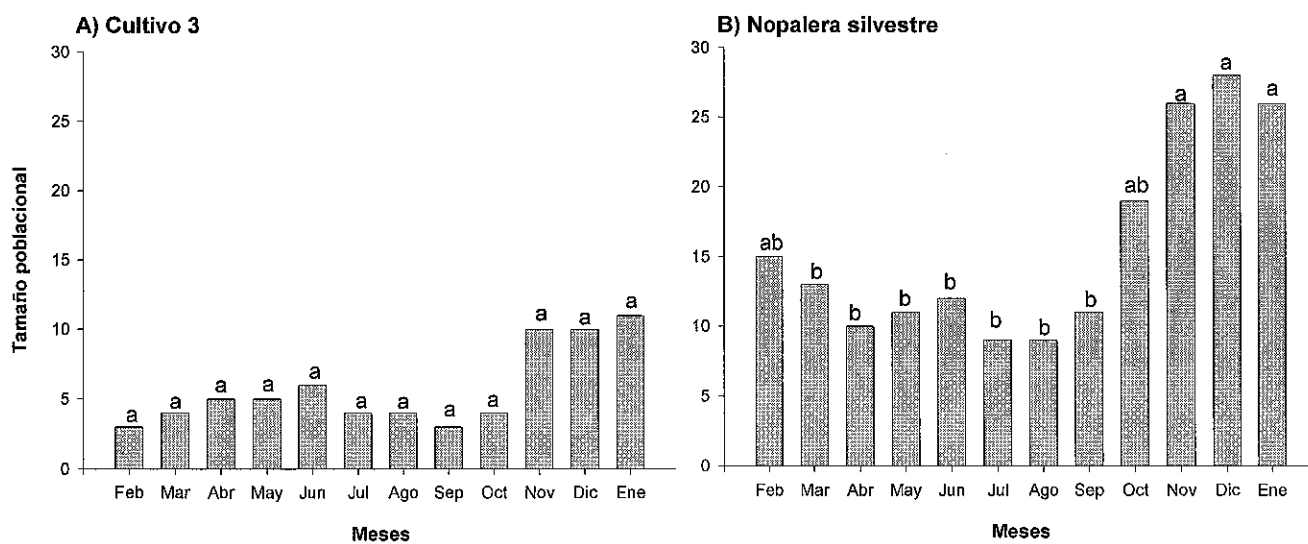 A) Cultivo 3
30
25
20
15
10
5
0
Tamaño poblacional
a a a a a a a a a a a a
Feb Mar Abr May Jun Jul Ago Sep Oct Nov Dic Ene
Meses
B) Nopalera silvestre
30
25
20
15
10
5
0
ab b b b b b b b ab a a a
Feb Mar Abr May Jun Jul Ago Sep Oct Nov Dic Ene
Meses